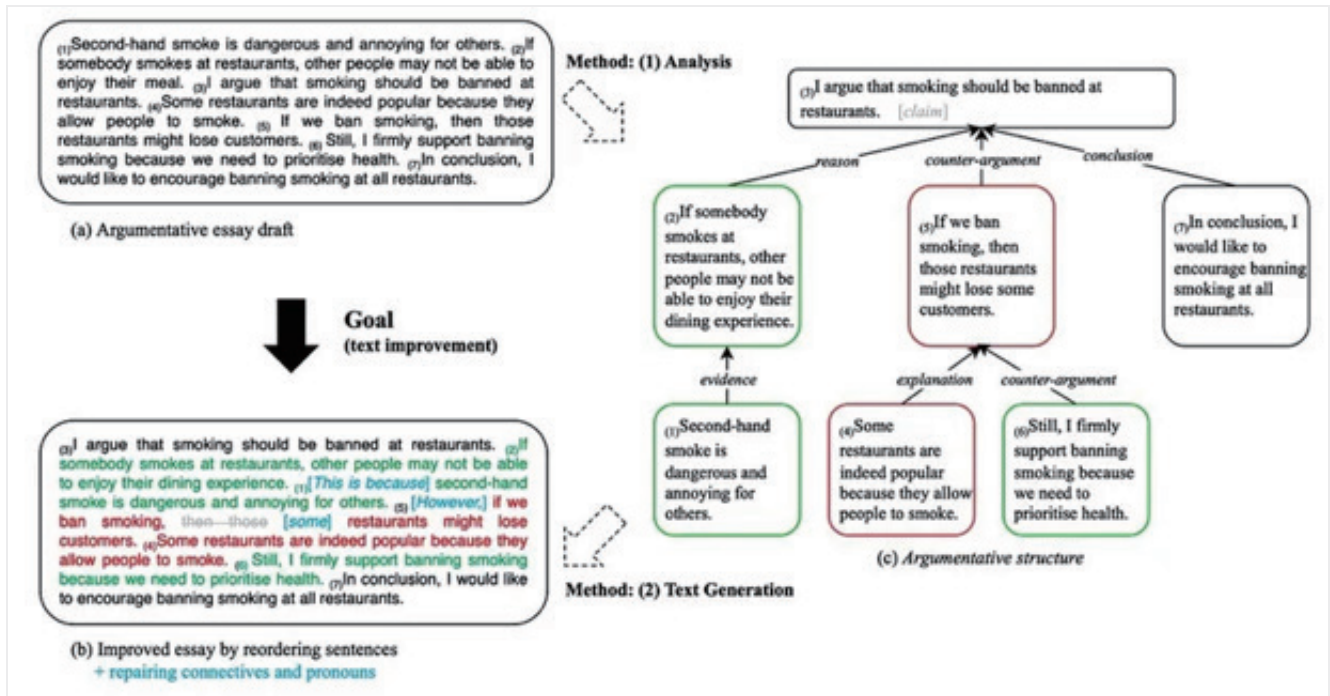 (1)Second-hand smoke is dangerous and annoying for others. (2)If
somebody smokes at restaurants, other people may not be able to
enjoy their meal. (3)I argue that smoking should be banned at
restaurants. (4)Some restaurants are indeed popular because they
allow people to smoke. (5) If we ban smoking, then those
restaurants might lose customers. (6) Still, I firmly support banning
smoking because we need to prioritise health. (7)In conclusion, I
would like to encourage banning smoking at all restaurants.
(a) Argumentative essay draft
Goal
(text improvement)
(3)I argue that smoking should be banned at restaurants. (2)If
somebody smokes at restaurants, other people may not be able
to enjoy their dining experience. (1)[This is because] second-hand
smoke is dangerous and annoying for others. (5) [However,] if we
ban smoking, then those [some] restaurants might lose
customers. (4)Some restaurants are indeed popular because they
allow people to smoke. (6) Still, I firmly support banning smoking
because we need to prioritise health. (7)In conclusion, I would like
to encourage banning smoking at all restaurants.
(b) Improved essay by reordering sentences
+ repairing connectives and pronouns
Method: (1) Analysis
Method: (2) Text Generation
(3)I argue that smoking should be banned at
restaurants. [claim]
reason
counter-argument
conclusion
(2)If somebody
smokes at
restaurants, other
people may not be
able to enjoy their
dining experience.
(5)If we ban
smoking, then
those restaurants
might lose some
customers.
(7)In conclusion, I
would like to
encourage banning
smoking at all
restaurants.
evidence
explanation
counter-argument
(1)Second-hand
smoke is
dangerous and
annoying for
others.
(4)Some
restaurants are
indeed popular
because they allow
people to smoke.
(6)Still, I firmly
support banning
smoking because
we need to
prioritise health.
(c) Argumentative structure